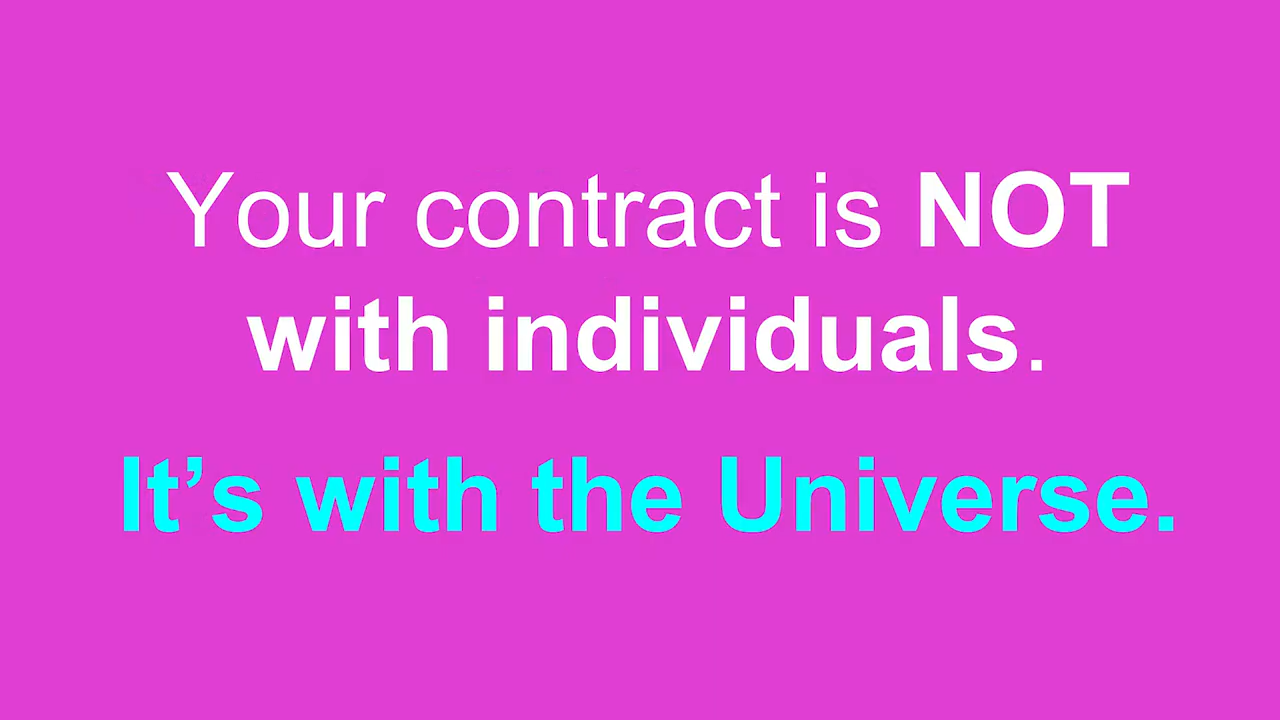 Your contract is NOT
with individuals.
It’s with the Universe.